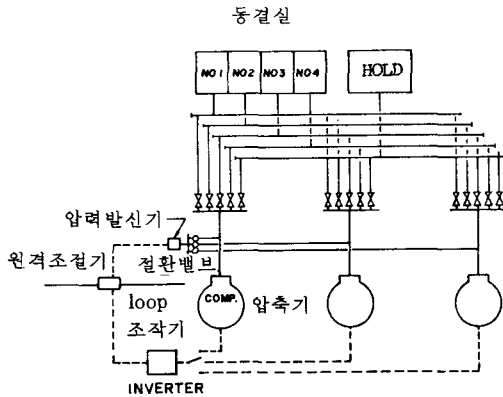 동결실
NO1 NO2 NO3 NO4 HOLD
압력발신기
원격조절기
절환밸브
loop
조작기
COMP.
압축기
INVERTER